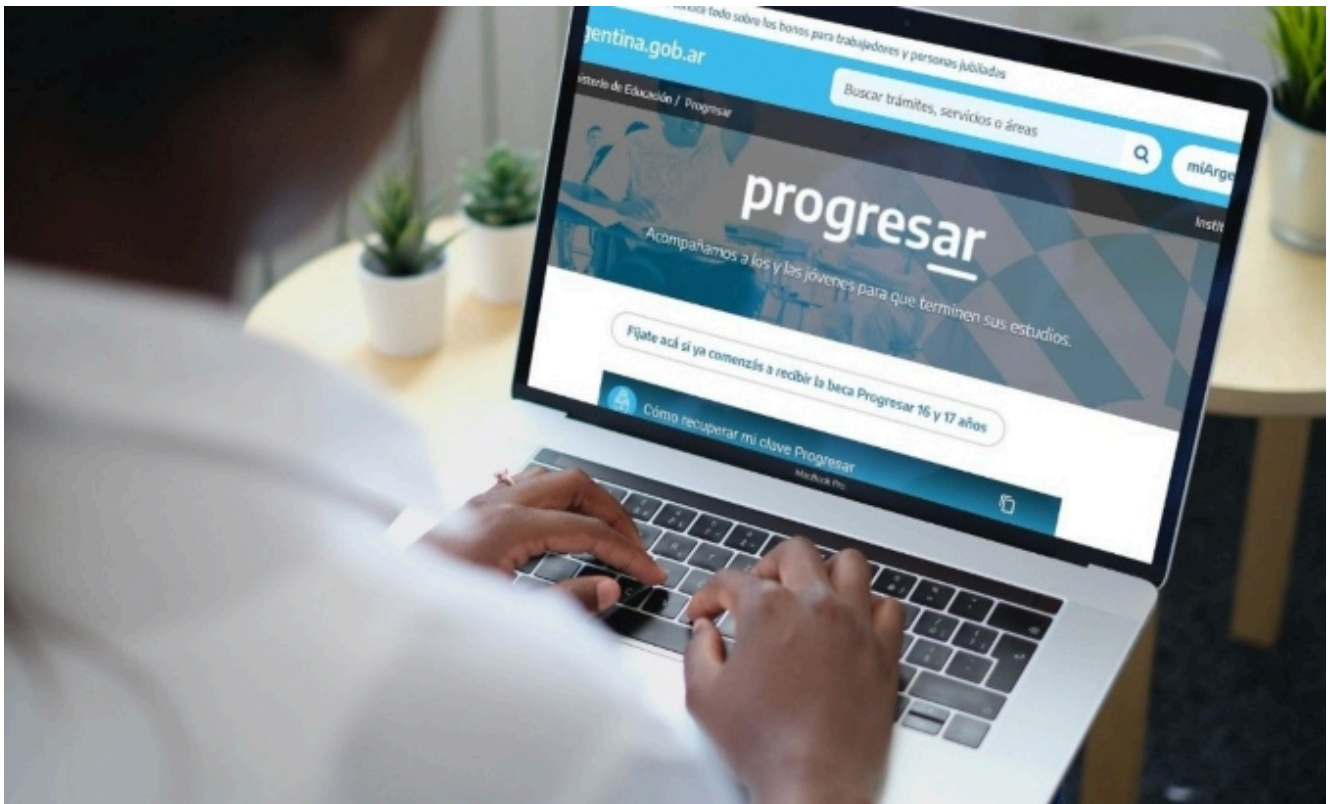 todo sobre los bonos para trabajadores y personas jubiladas
gentina.gob.ar
Buscar trámites, servicios o áreas
miArge
isterio de Educación / Progresar
Instit
progresar
Acompañamos a los y las jóvenes para que terminen sus estudios.
Fijate acá si ya comenzás a recibir la beca Progresar 16 y 17 años
Cómo recuperar mi clave Progresar
MacBook Pro